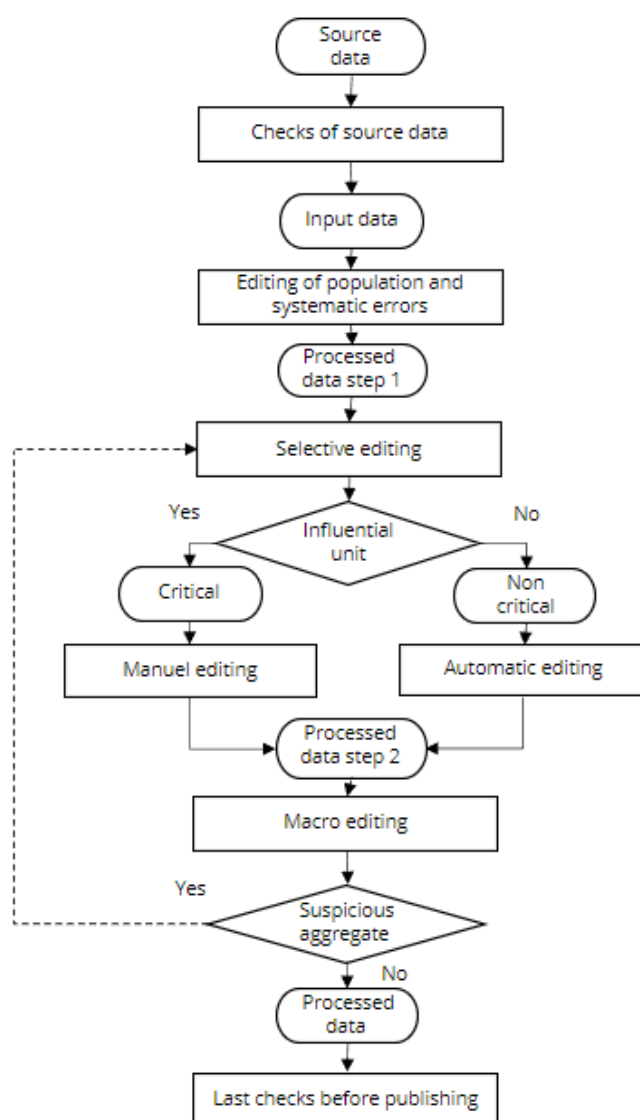 Source
data
Checks of source data
Input data
Editing of population and
systematic errors
Processed
data step 1
Selective editing
Yes
No
Influential
unit
Critical
Non
critical
Manuel editing
Automatic editing
Processed
data step 2
Macro editing
Yes
Suspicious
aggregate
No
Processed
data
Last checks before publishing